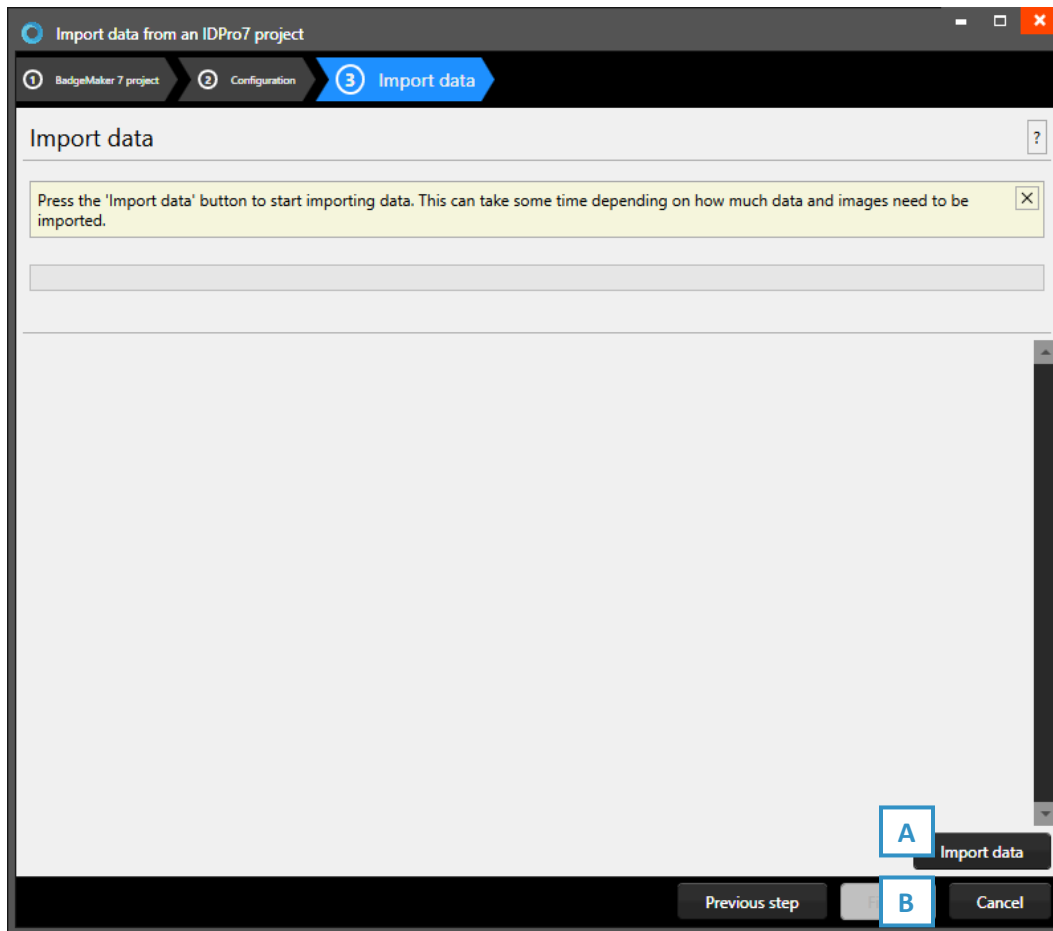 Import data from an IDPro7 project
1 BadgeMaker 7 project 2 Configuration 3 Import data
Import data
?
Press the 'Import data' button to start importing data. This can take some time depending on how much data and images need to be
imported.
A
Import data
Previous step
B
Cancel